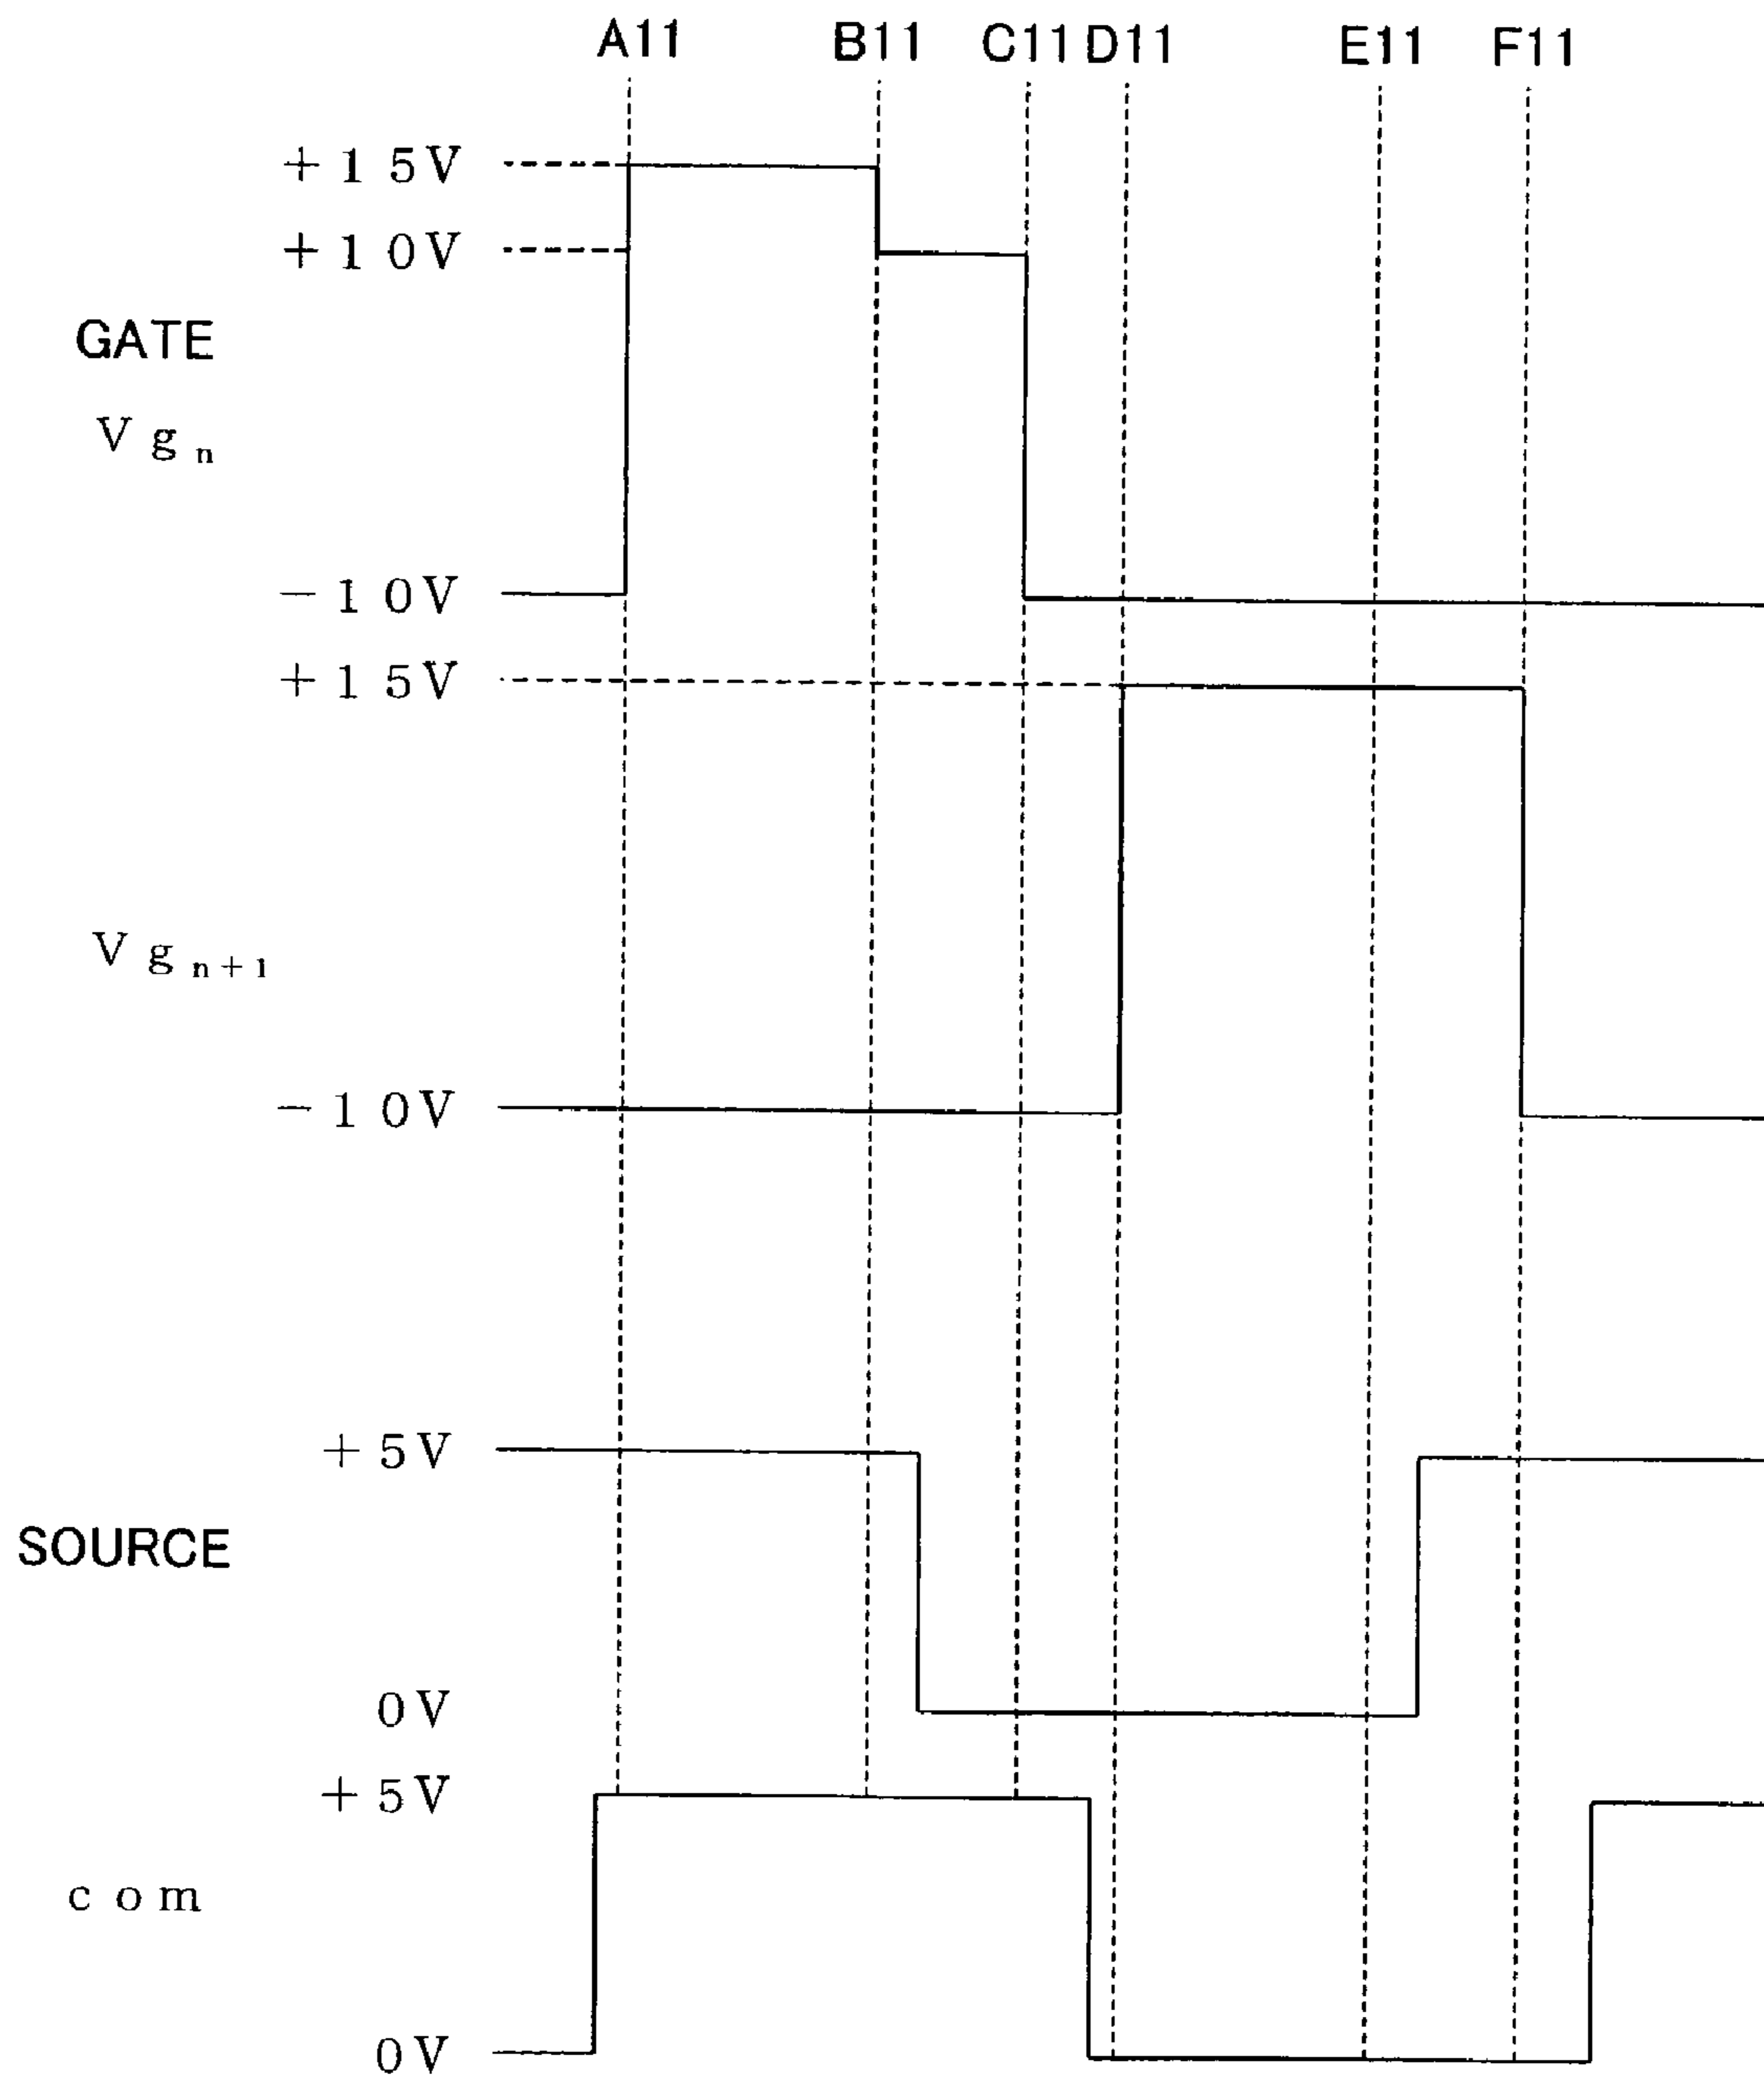 A11 B11 C11 D11 E11 F11
+15V
+10V
GATE
Vgn
-10V
+15V
Vgn+1
-10V
+5V
SOURCE
0V
+5V
com
0V